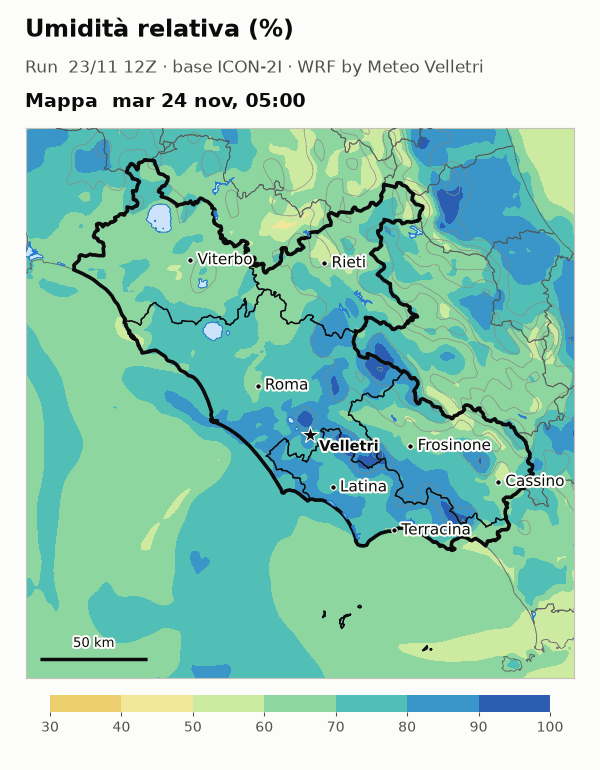 Umidità relativa (%)
Run  23/11 12Z · base ICON-2I · WRF by Meteo Velletri
Mappa  mar 24 nov, 05:00
Viterbo
Rieti
Roma
Velletri
Frosinone
Cassino
Latina
Terracina
50 km
30 40 50 60 70 80 90 100